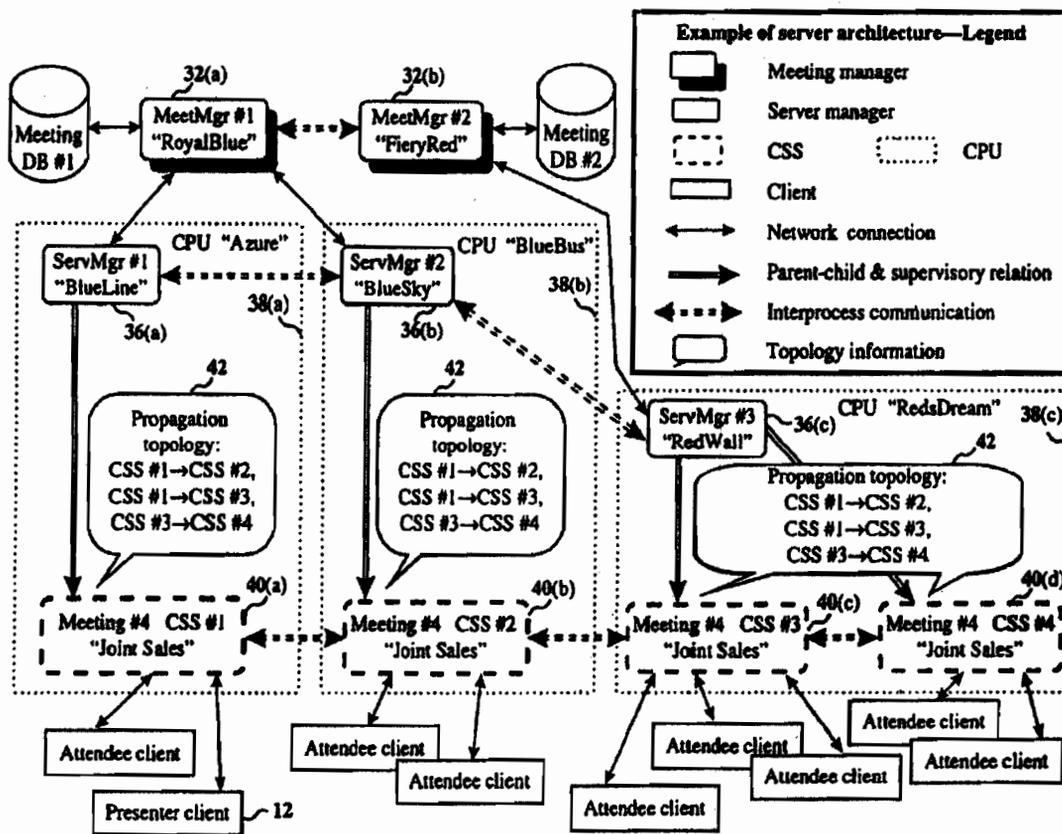 Example of server architecture—Legend
Meeting manager
Server manager
CSS
CPU
Client
Network connection
Parent-child & supervisory relation
Interprocess communication
Topology information
32(a)
32(b)
Meeting
DB #1
MeetMgr #1
"RoyalBlue"
MeetMgr #2
"FieryRed"
Meeting
DB #2
CPU "Azure"
ServMgr #1
"BlueLine"
36(a)
38(a)
CPU "BlueBus"
ServMgr #2
"BlueSky"
36(b)
38(b)
CPU "RedsDream"
ServMgr #3
"RedWall"
36(c)
38(c)
42
Propagation
topology:
CSS #1→CSS #2,
CSS #1→CSS #3,
CSS #3→CSS #4
42
Propagation
topology:
CSS #1→CSS #2,
CSS #1→CSS #3,
CSS #3→CSS #4
42
Propagation topology:
CSS #1→CSS #2,
CSS #1→CSS #3,
CSS #3→CSS #4
40(a)
Meeting #4 CSS #1
"Joint Sales"
40(b)
Meeting #4 CSS #2
"Joint Sales"
40(c)
Meeting #4 CSS #3
"Joint Sales"
40(d)
Meeting #4 CSS #4
"Joint Sales"
Attendee client
Presenter client
12
Attendee client
Attendee client
Attendee client
Attendee client
Attendee client
Attendee client
Attendee client